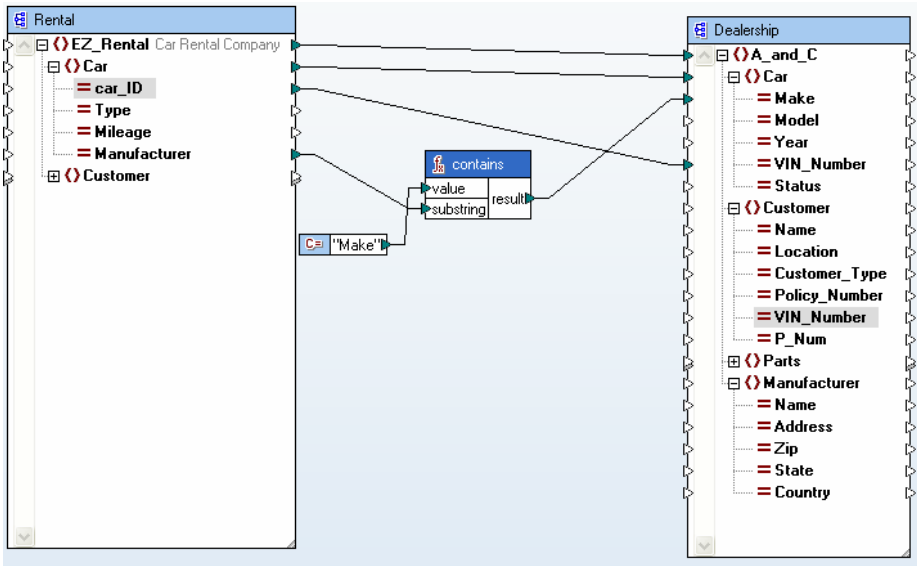 Rental
EZ_Rental Car Rental Company
Car
car_ID
Type
Mileage
Manufacturer
Customer
contains
value
substring
result
C= "Make"
Dealership
A_and_C
Car
Make
Model
Year
VIN_Number
Status
Customer
Name
Location
Customer_Type
Policy_Number
VIN_Number
P_Num
Parts
Manufacturer
Name
Address
Zip
State
Country